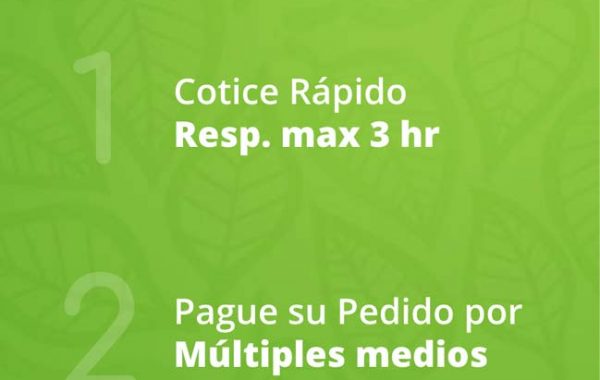 1
Cotice Rápido
Resp. max 3 hr
2
Pague su Pedido por
Múltiples medios